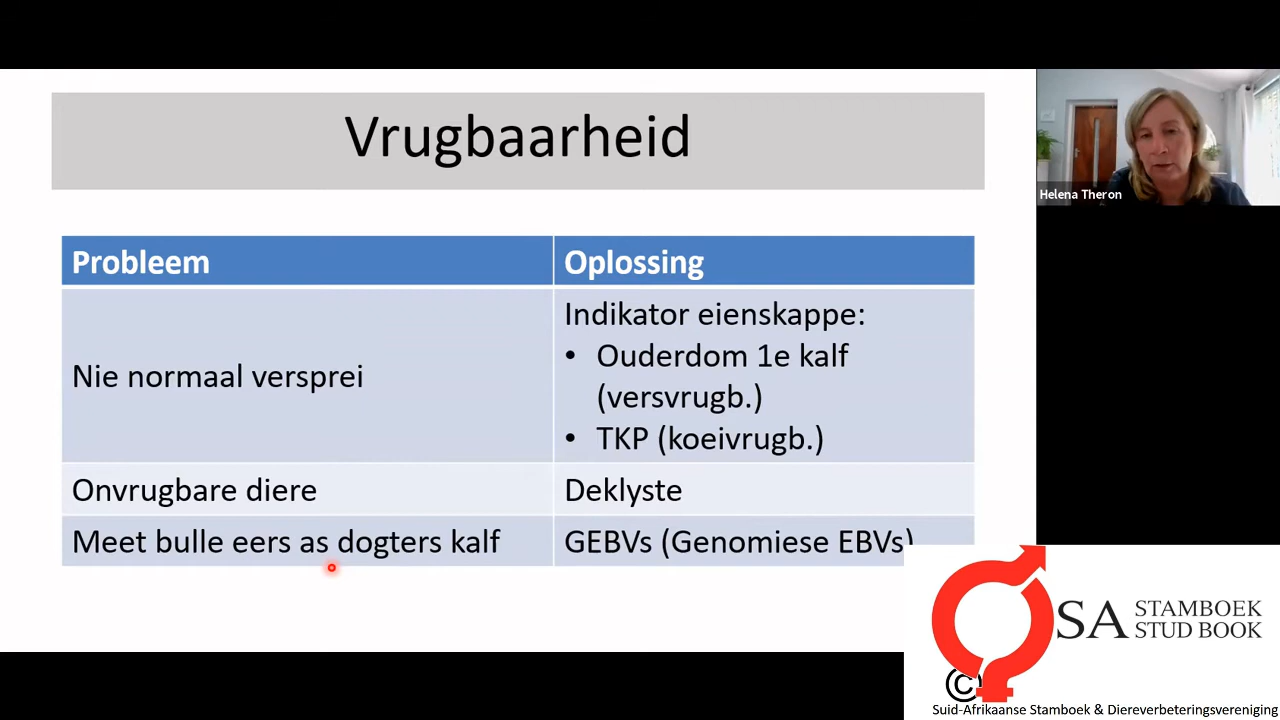 Vrugbaarheid
Helena Theron
Probleem
Oplossing
Nie normaal versprei
Indikator eienskappe:
• Ouderdom 1e kalf
(versvrugb.)
• TKP (koeivrugb.)
Onvrugbare diere
Deklyste
Meet bulle eers as dogters kalf
GEBVs (Genomiese EBVs)
SA STAMBOEK
STUD BOOK
©
Suid-Afrikaanse Stamboek & Diereverbeteringsvereniging